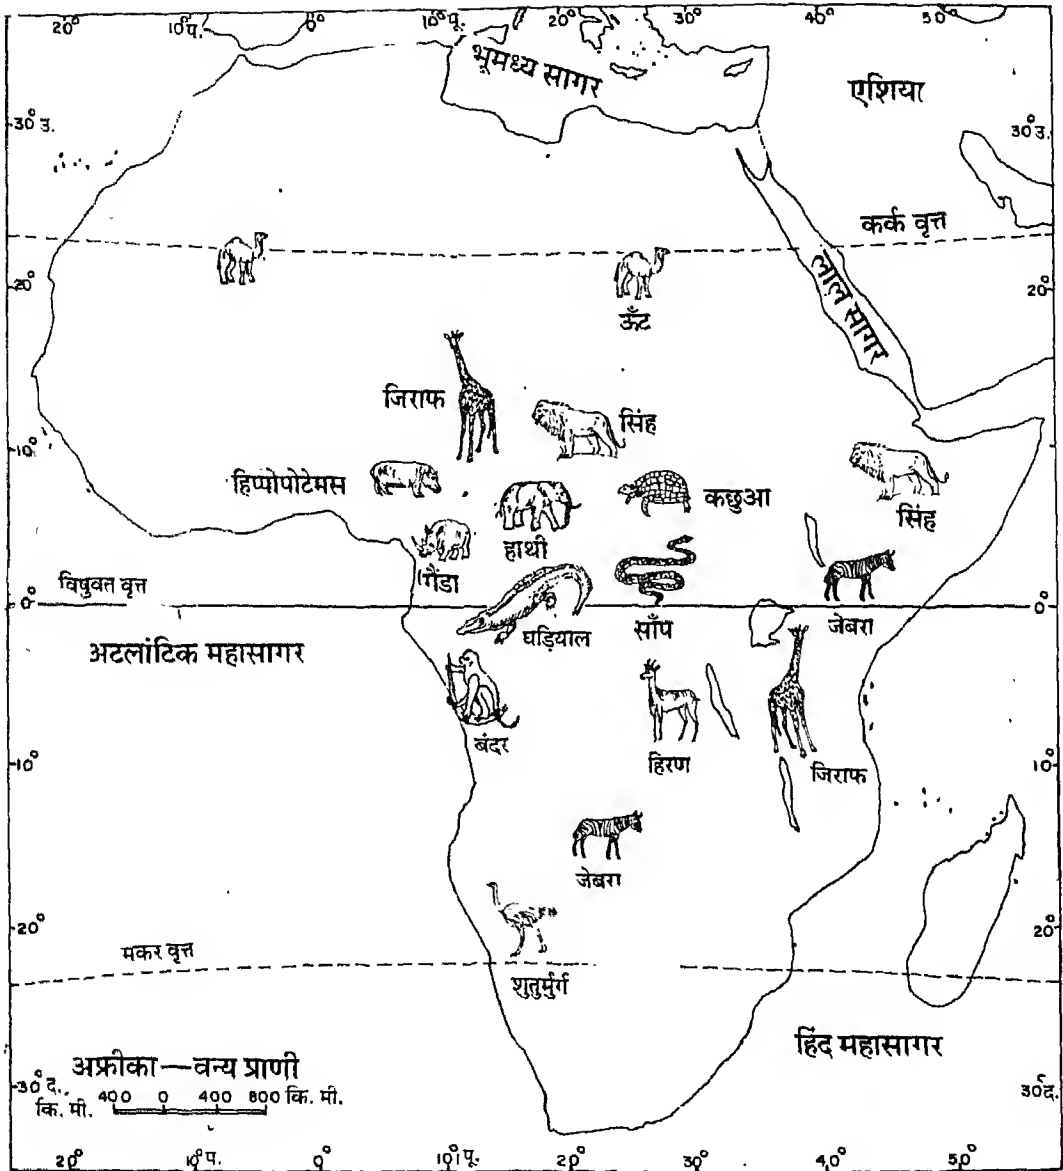 20°
10°प.
0°
10°पू.
20°
30°
40°
50°
भूमध्य सागर
एशिया
30°उ.
30°उ.
कर्क वृत्त
20°
20°
लाल सागर
ऊँट
जिराफ
सिंह
10°
10°
हिप्पोपोटेमस
कछुआ
सिंह
हाथी
गैंडा
विषुवत वृत्त
0°
0°
घड़ियाल
साँप
जेबरा
अटलांटिक महासागर
बंदर
हिरण
जिराफ
10°
10°
जेबरा
20°
20°
मकर वृत्त
शुतुर्मुर्ग
हिंद महासागर
अफ्रीका—वन्य प्राणी
30°द.
30°द.
कि. मी. 400 0 400 800 कि. मी.
20°प.
10°
0°
10°पू.
20°
30°
40°
50°